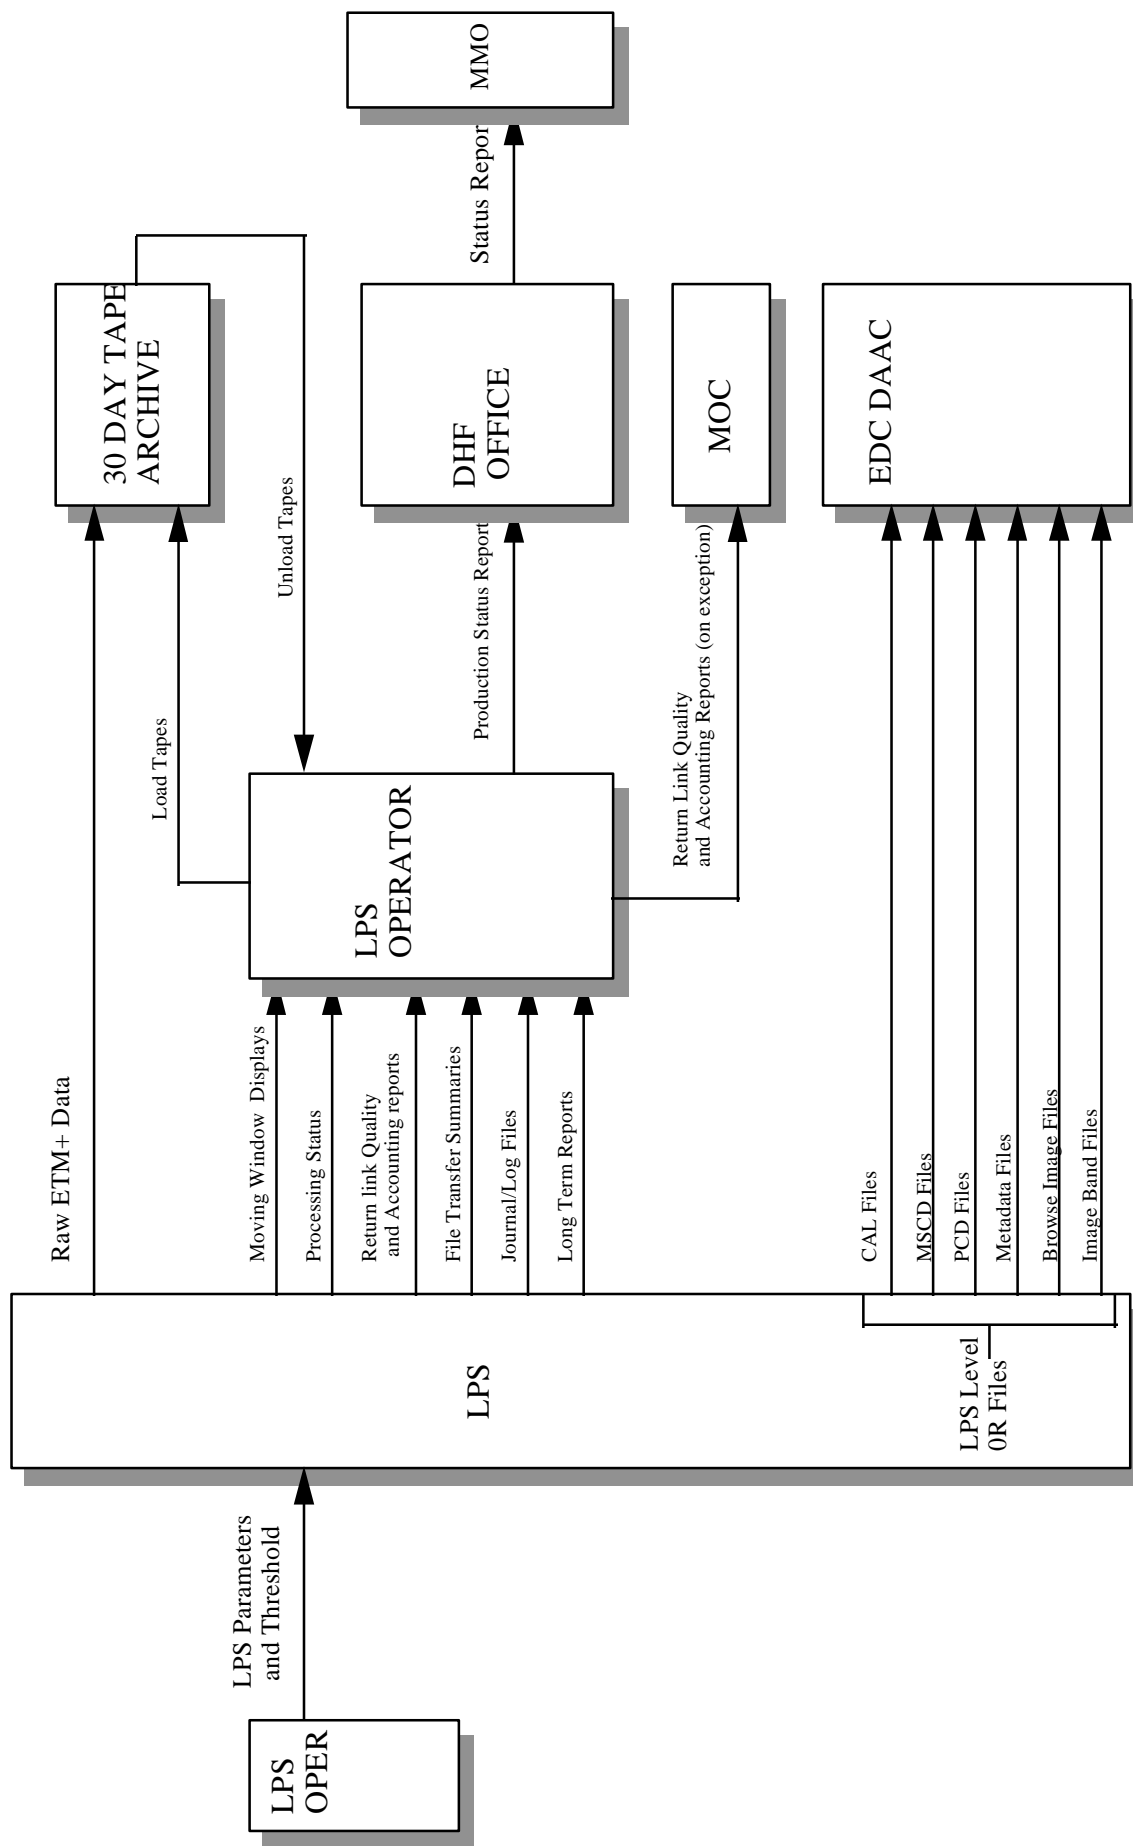 LPS
OPER
LPS Parameters
and Threshold
LPS
LPS Level
0R Files
Raw ETM+ Data
Moving Window Displays
Processing Status
Return link Quality
and Accounting reports
File Transfer Summaries
Journal/Log Files
Long Term Reports
CAL Files
MSCD Files
PCD Files
Metadata Files
Browse Image Files
Image Band Files
LPS
OPERATOR
Load Tapes
Unload Tapes
Production Status Report
Return Link Quality
and Accounting Reports (on exception)
30 DAY TAPE
ARCHIVE
DHF
OFFICE
MOC
EDC DAAC
Status Repor
MMO